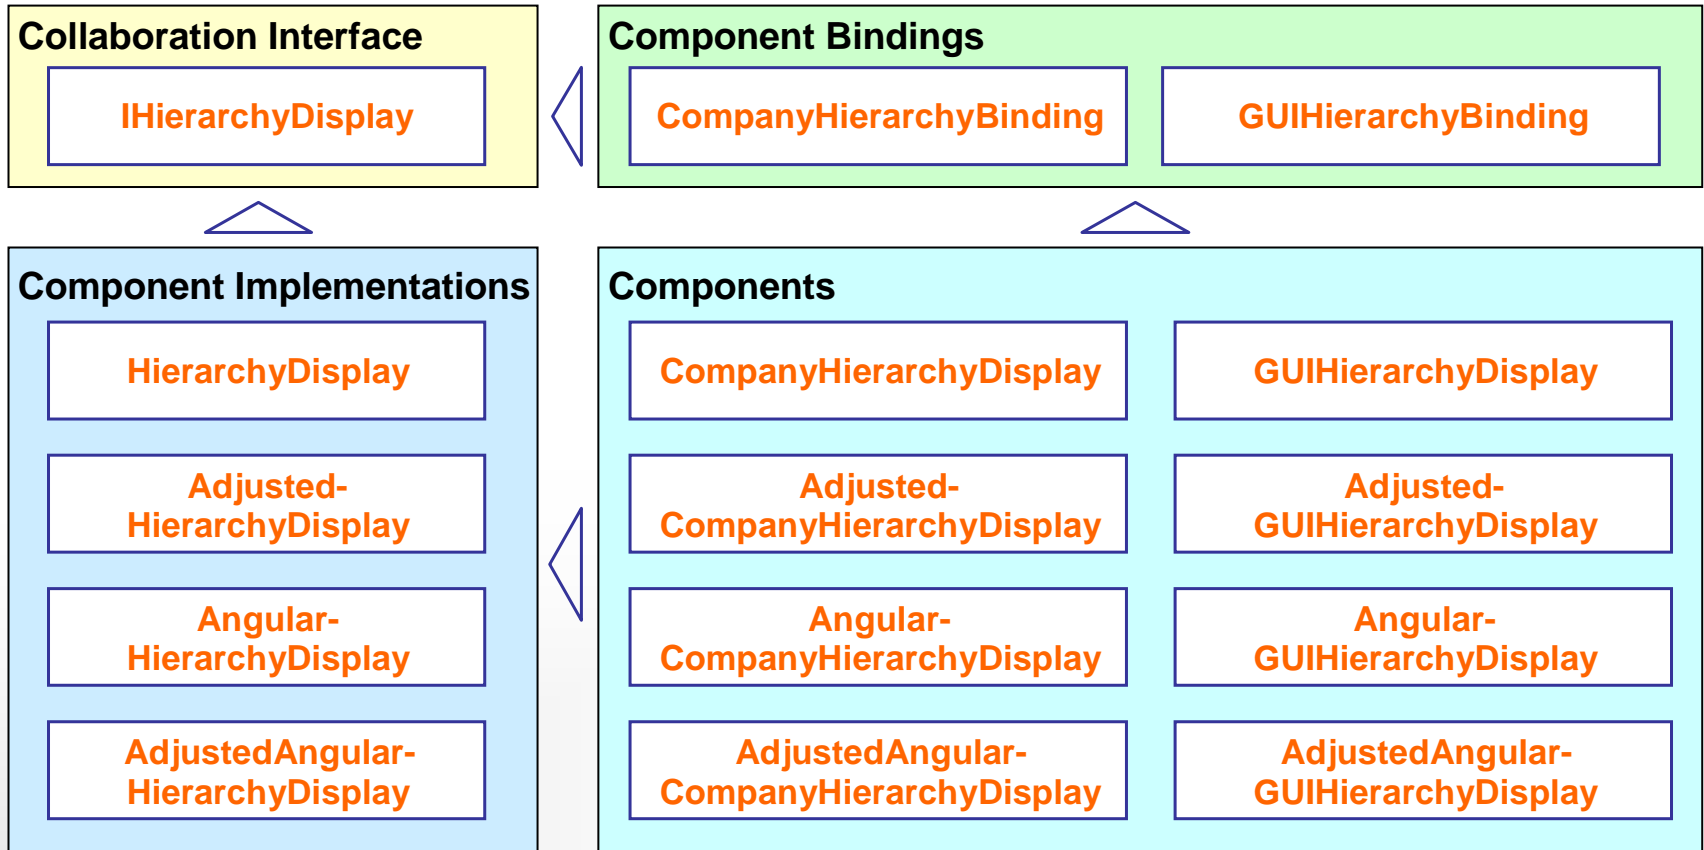 Collaboration Interface
IHierarchyDisplay
Component Bindings
CompanyHierarchyBinding
GUIHierarchyBinding
Component Implementations
HierarchyDisplay
Adjusted-
HierarchyDisplay
Angular-
HierarchyDisplay
AdjustedAngular-
HierarchyDisplay
Components
CompanyHierarchyDisplay
GUIHierarchyDisplay
Adjusted-
CompanyHierarchyDisplay
Adjusted-
GUIHierarchyDisplay
Angular-
CompanyHierarchyDisplay
Angular-
GUIHierarchyDisplay
AdjustedAngular-
CompanyHierarchyDisplay
AdjustedAngular-
GUIHierarchyDisplay